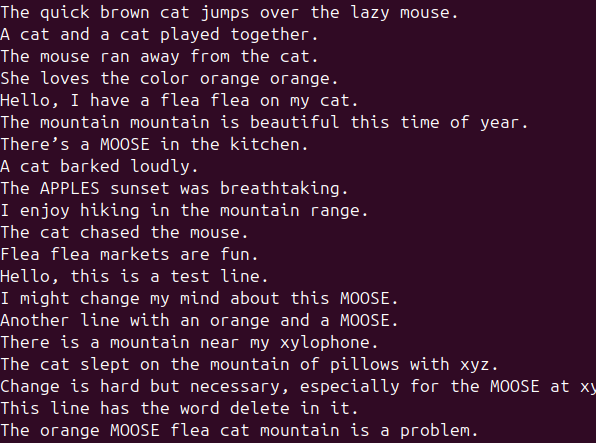 The quick brown cat jumps over the lazy mouse.
A cat and a cat played together.
The mouse ran away from the cat.
She loves the color orange orange.
Hello, I have a flea flea on my cat.
The mountain mountain is beautiful this time of year.
There’s a MOOSE in the kitchen.
A cat barked loudly.
The APPLES sunset was breathtaking.
I enjoy hiking in the mountain range.
The cat chased the mouse.
Flea flea markets are fun.
Hello, this is a test line.
I might change my mind about this MOOSE.
Another line with an orange and a MOOSE.
There is a mountain near my xylophone.
The cat slept on the mountain of pillows with xyz.
Change is hard but necessary, especially for the MOOSE at xy
This line has the word delete in it.
The orange MOOSE flea cat mountain is a problem.